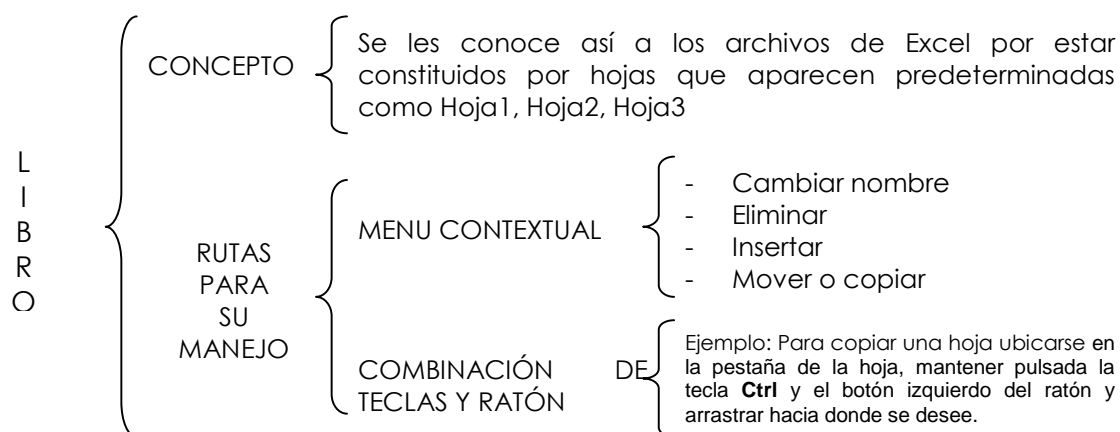 LIBRO
CONCEPTO
Se les conoce así a los archivos de Excel por estar
constituidos por hojas que aparecen predeterminadas
como Hoja1, Hoja2, Hoja3
RUTAS
PARA
SU
MANEJO
MENU CONTEXTUAL
- Cambiar nombre
- Eliminar
- Insertar
- Mover o copiar
COMBINACIÓN DE
TECLAS Y RATÓN
Ejemplo: Para copiar una hoja ubicarse en
la pestaña de la hoja, mantener pulsada la
tecla Ctrl y el botón izquierdo del ratón y
arrastrar hacia donde se desee.